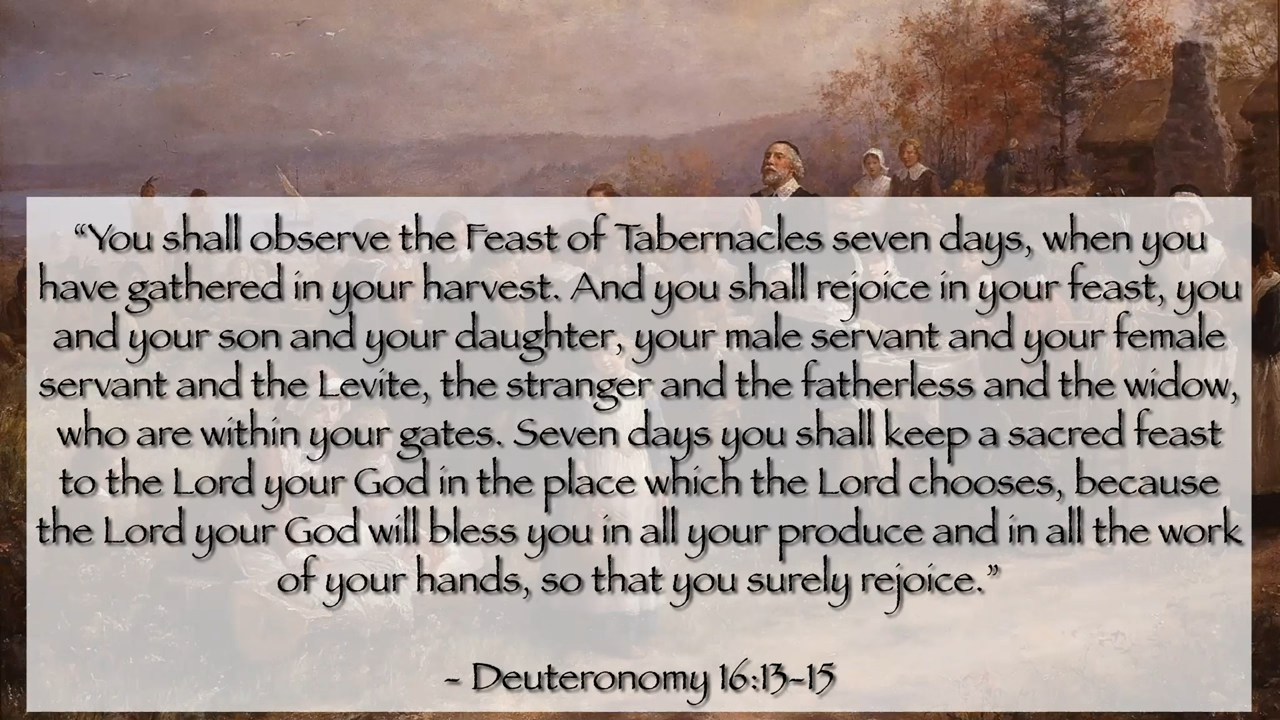 “You shall observe the Feast of Tabernacles seven days, when you
have gathered in your harvest. And you shall rejoice in your feast, you
and your son and your daughter, your male servant and your female
servant and the Levite, the stranger and the fatherless and the widow,
who are within your gates. Seven days you shall keep a sacred feast
to the Lord your God in the place which the Lord chooses, because
the Lord your God will bless you in all your produce and in all the work
of your hands, so that you surely rejoice.”
~ Deuteronomy 16:13-15